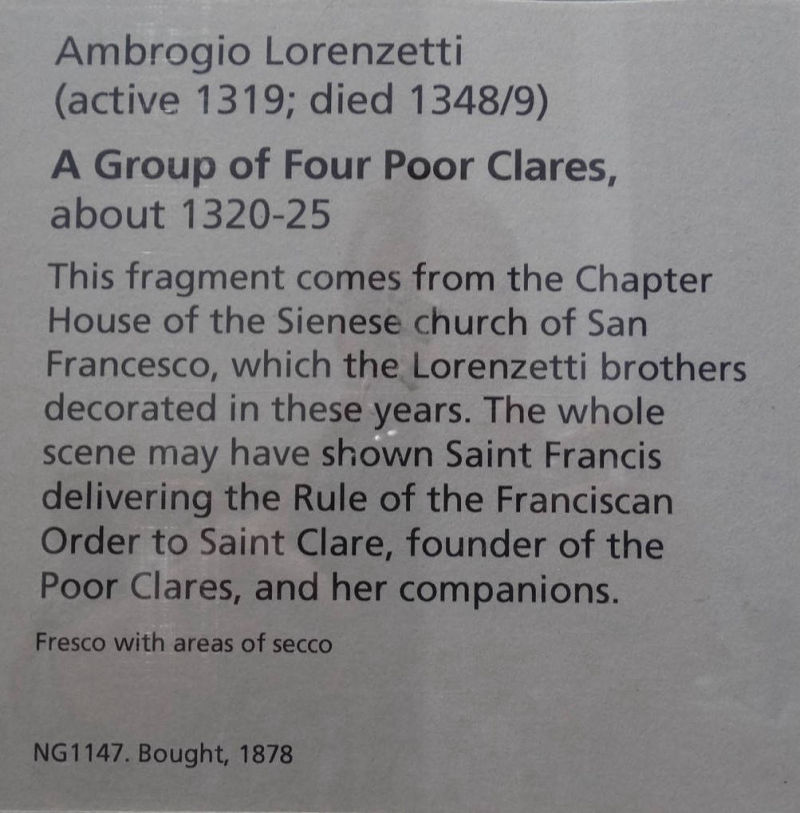 Ambrogio Lorenzetti
(active 1319; died 1348/9)
A Group of Four Poor Clares,
about 1320-25
This fragment comes from the Chapter
House of the Sienese church of San
Francesco, which the Lorenzetti brothers
decorated in these years. The whole
scene may have shown Saint Francis
delivering the Rule of the Franciscan
Order to Saint Clare, founder of the
Poor Clares, and her companions.
Fresco with areas of secco
NG1147. Bought, 1878